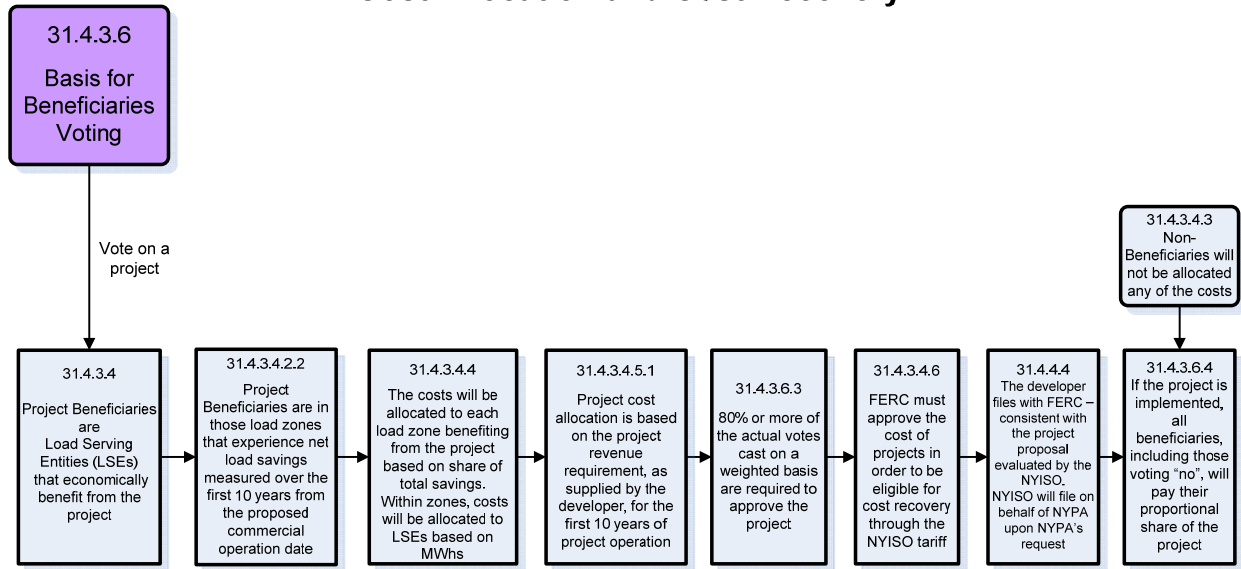 31.4.3.6
Basis for
Beneficiaries
Voting
Vote on a
project
31.4.3.4.3
Non-
Beneficiaries will
not be allocated
any of the costs
31.4.3.4
Project Beneficiaries
are
Load Serving
Entities (LSEs)
that economically
benefit from the
project
31.4.3.4.2.2
Project
Beneficiaries are in
those load zones
that experience net
load savings
measured over the
first 10 years from
the proposed
commercial
operation date
31.4.3.4.4
The costs will be
allocated to each
load zone benefiting
from the project
based on share of
total savings.
Within zones, costs
will be allocated to
LSEs based on
MWhs
31.4.3.4.5.1
Project cost
allocation is based
on the project
revenue
requirement, as
supplied by the
developer, for the
first 10 years of
project operation
31.4.3.6.3
80% or more of
the actual votes
cast on a
weighted basis
are required to
approve the
project
31.4.3.4.6
FERC must
approve the
cost of
projects in
order to be
eligible for
cost recovery
through the
NYISO tariff
31.4.4.4
The developer
files with FERC –
consistent with
the project
proposal
evaluated by the
NYISO.
NYISO will file on
behalf of NYPA
upon NYPA's
request
31.4.3.6.4
If the project is
implemented,
all
beneficiaries,
including those
voting "no", will
pay their
proportional
share of the
project